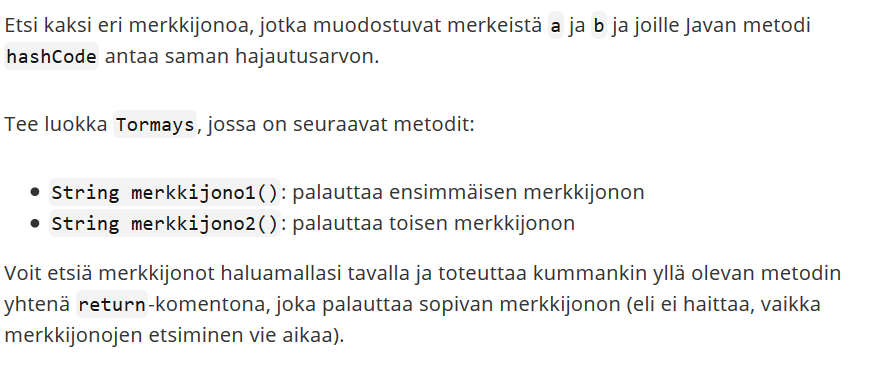 Etsi kaksi eri merkkijonoa, jotka muodostuvat merkeistä a ja b ja joille Javan metodi
hashCode antaa saman hajautusarvon.
Tee luokka Tormays, jossa on seuraavat metodit:
• String merkkijono1(): palauttaa ensimmäisen merkkijonon
• String merkkijono2(): palauttaa toisen merkkijonon
Voit etsiä merkkijonot haluamallasi tavalla ja toteuttaa kummankin yllä olevan metodin
yhtenä return-komentona, joka palauttaa sopivan merkkijonon (eli ei haittaa, vaikka
merkkijonojen etsiminen vie aikaa).